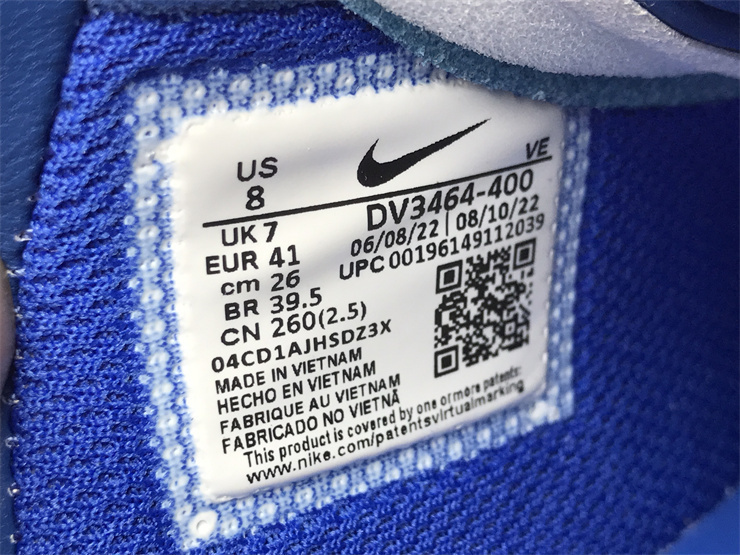 US
8
VE
UK 7
EUR 41
cm 26
BR 39.5
CN 260(2.5)
DV3464-400
06/08/22 | 08/10/22
UPC 00196149112039
04CD1AJHSDZ3X
MADE IN VIETNAM
HECHO EN VIETNAM
FABRIQUE AU VIETNAM
FABRICADO NO VIETNÃ
This product is covered by one or more patents:
www.nike.com/patentsvirtualmarking